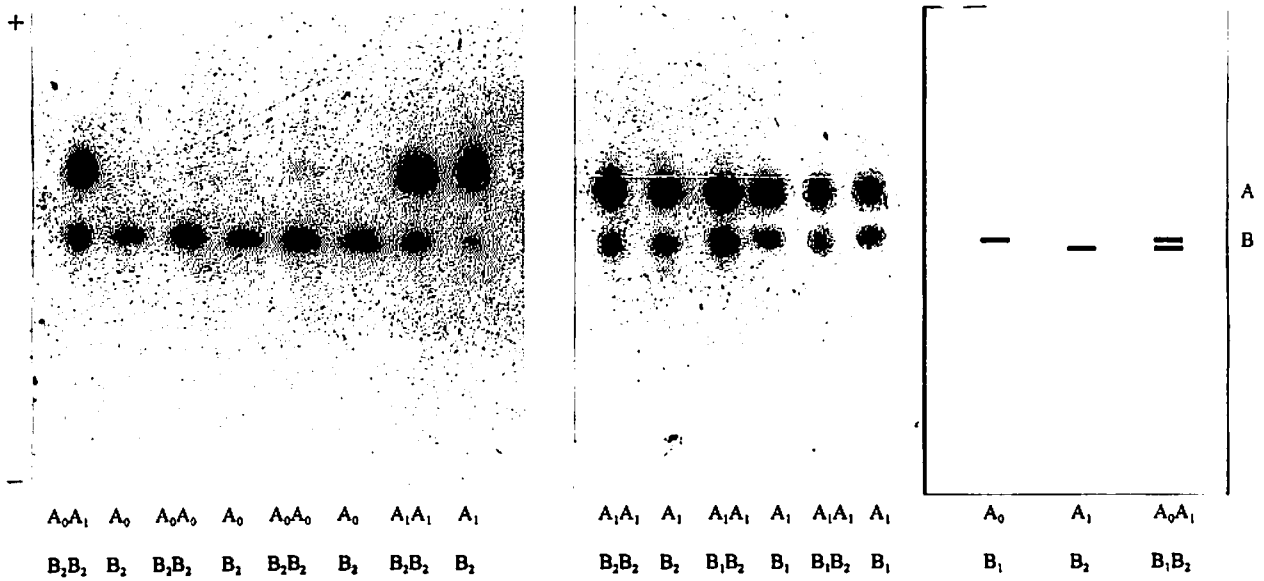 +
A
B
−
A₀A₁ A₀ A₀A₀ A₀ A₀A₀ A₀ A₁A₁ A₁ A₁A₁ A₁ A₁A₁ A₁ A₁A₁ A₁ A₀ A₁ A₀A₁
B₂B₂ B₂ B₂B₂ B₂ B₂B₂ B₂ B₂B₂ B₂ B₂B₂ B₂ B₁B₂ B₁ B₁B₂ B₁ B₁ B₂ B₁B₂